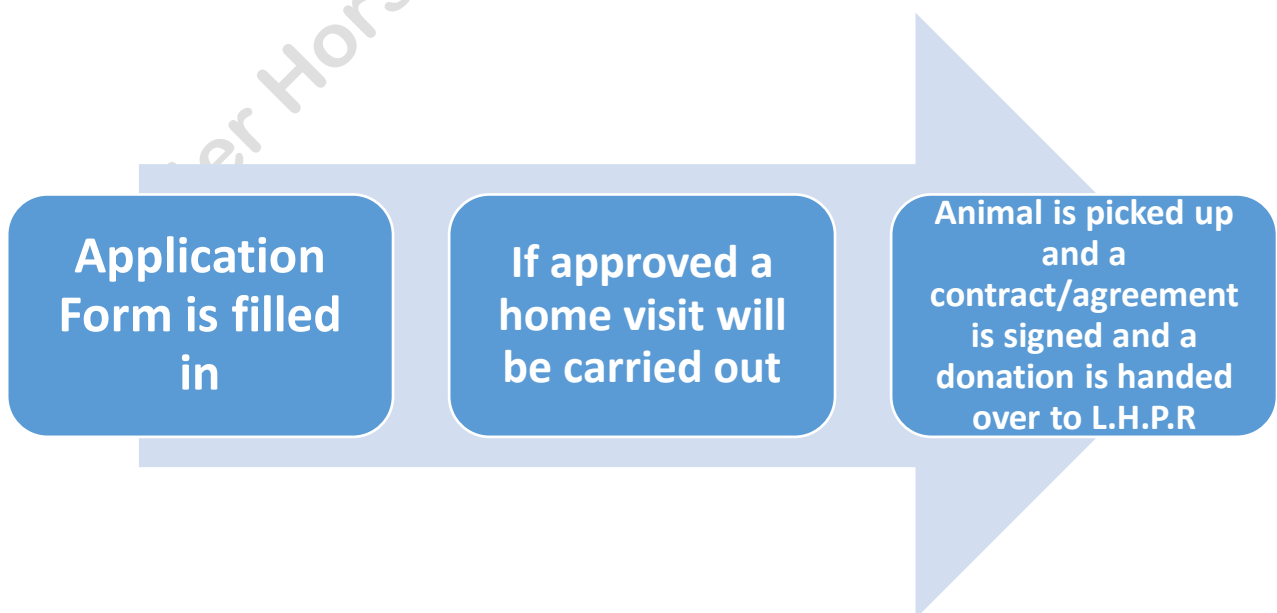 Application
Form is filled
in
If approved a
home visit will
be carried out
Animal is picked up
and a
contract/agreement
is signed and a
donation is handed
over to L.H.P.R